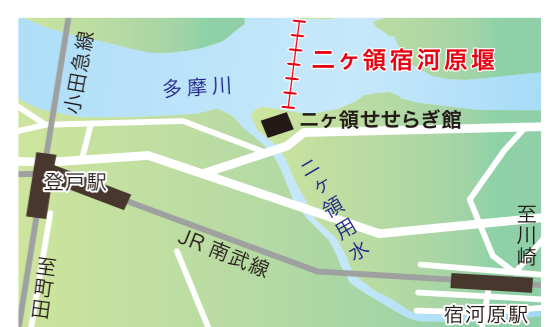 小田急線
多摩川
二ヶ領宿河原堰
二ヶ領せせらぎ館
登戸駅
二ヶ領用水
JR 南武線
至川崎
至町田
宿河原駅